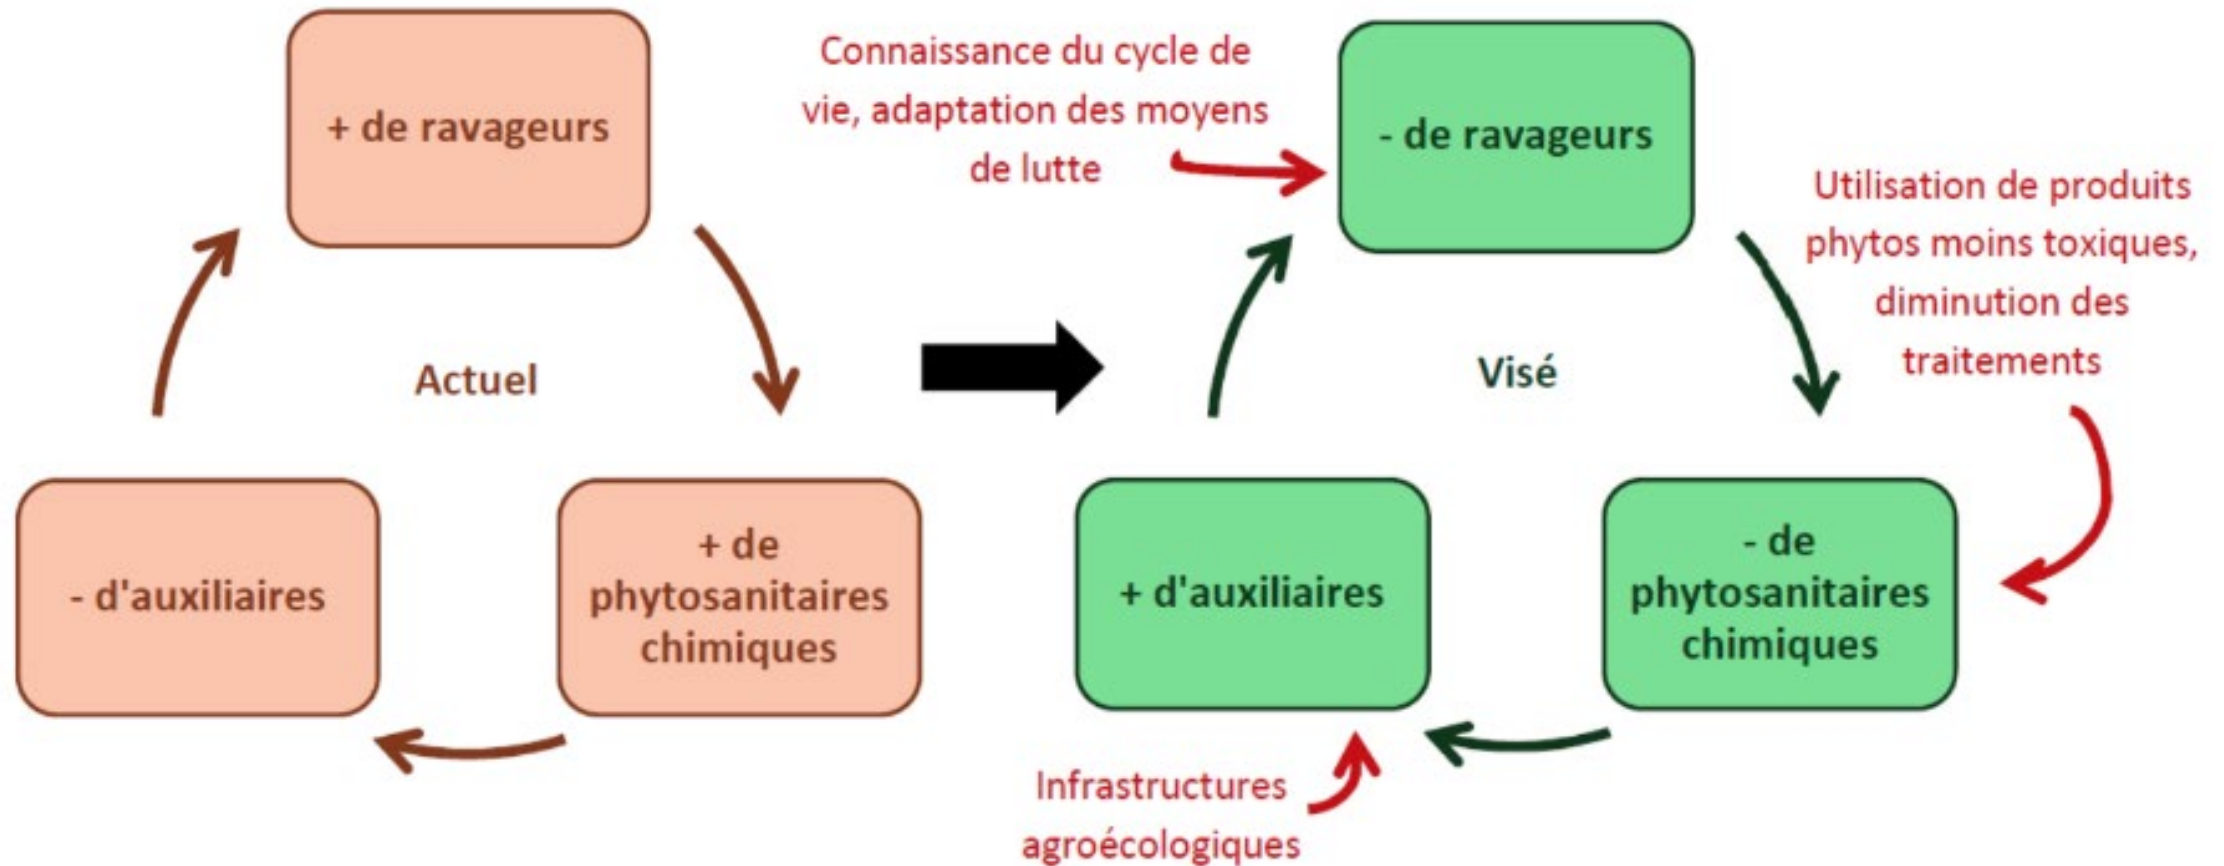 + de ravageurs
Actuel
- d'auxiliaires
+ de
phytosanitaires
chimiques
Connaissance du cycle de
vie, adaptation des moyens
de lutte
- de ravageurs
Utilisation de produits
phytos moins toxiques,
diminution des
traitements
Visé
+ d'auxiliaires
- de
phytosanitaires
chimiques
Infrastructures
agroécologiques